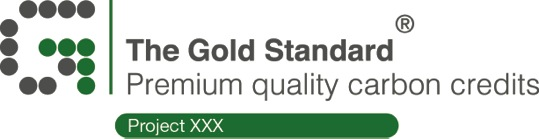 The Gold Standard®
Premium quality carbon credits
Project XXX